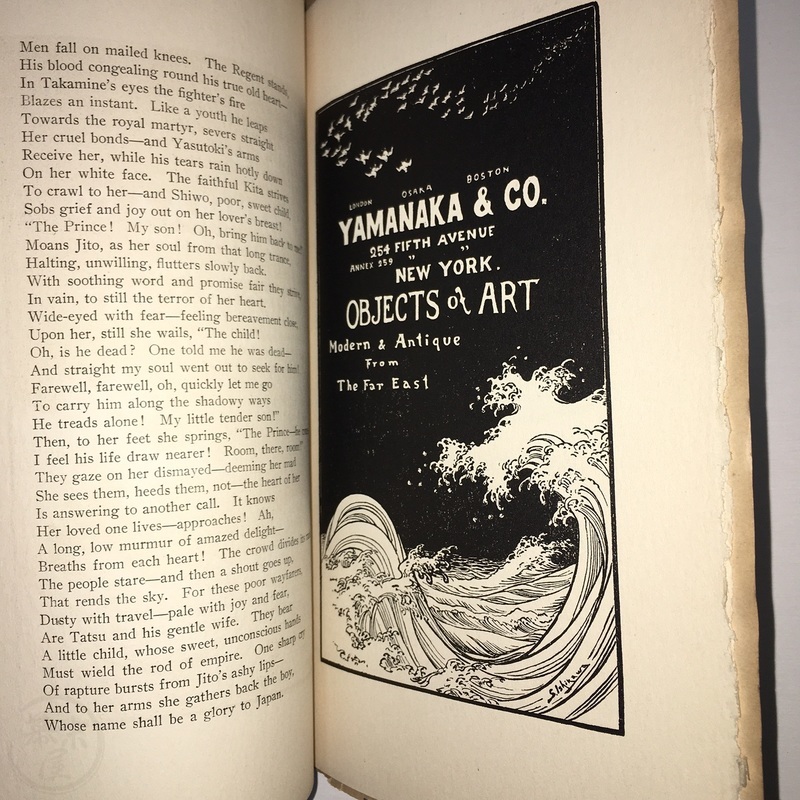 Men fall on mailed knees. The Regent stands,
His blood congealing round his true old heart,—
In Takamine's eyes the fighter's fire
Blazes an instant. Like a youth he leaps
Towards the royal martyr, severs straight
Her cruel bonds—and Yasutoki's arms
Receive her, while his tears rain hotly down
On her white face. The faithful Kita strives
To crawl to her—and Shiwo, poor, sweet child,
Sobs grief and joy out on her lover's breast!
"The Prince! My son! Oh, bring him back to me!"
Moans Jito, as her soul from that long trance,
Halting, unwilling, flutters slowly back.
With soothing word and promise fair they strive,
In vain, to still the terror of her heart.
Wide-eyed with fear—feeling bereavement close
Upon her, still she wails, "The child!
Oh, is he dead? One told me he was dead—
And straight my soul went out to seek for him!
Farewell, farewell, oh, quickly let me go
To carry him along the shadowy ways
He treads alone! My little tender son!"
Then, to her feet she springs, "The Prince—he
I feel his life draw nearer! Room, there, room!"
They gaze on her dismayed—deeming her mad
She sees them, heeds them, not—the heart of her
Is answering to another call. It knows
Her loved one lives—approaches! Ah,
A long, low murmur of amazed delight—
Breaths from each heart! The crowd divides
The people stare—and then a shout goes up,
That rends the sky. For these poor wayfarers,
Dusty with travel—pale with joy and fear,
Are Tatsu and his gentle wife. They bear
A little child, whose sweet, unconscious hands
Must wield the rod of empire. One sharp cry
Of rapture bursts from Jito's ashy lips—
And to her arms she gathers back the boy,
Whose name shall be a glory to Japan.
LONDON OSAKA BOSTON
YAMANAKA & CO.
254 FIFTH AVENUE
ANNEX 259 " "
NEW YORK.
OBJECTS of ART
Modern & Antique
From
The Far East